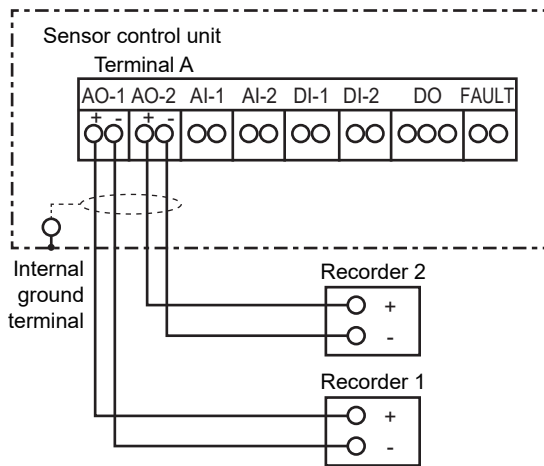 Sensor control unit
Terminal A
AO-1 AO-2 AI-1 AI-2 DI-1 DI-2 DO FAULT
+ - + -
Internal
ground
terminal
Recorder 2
+
-
Recorder 1
+
-